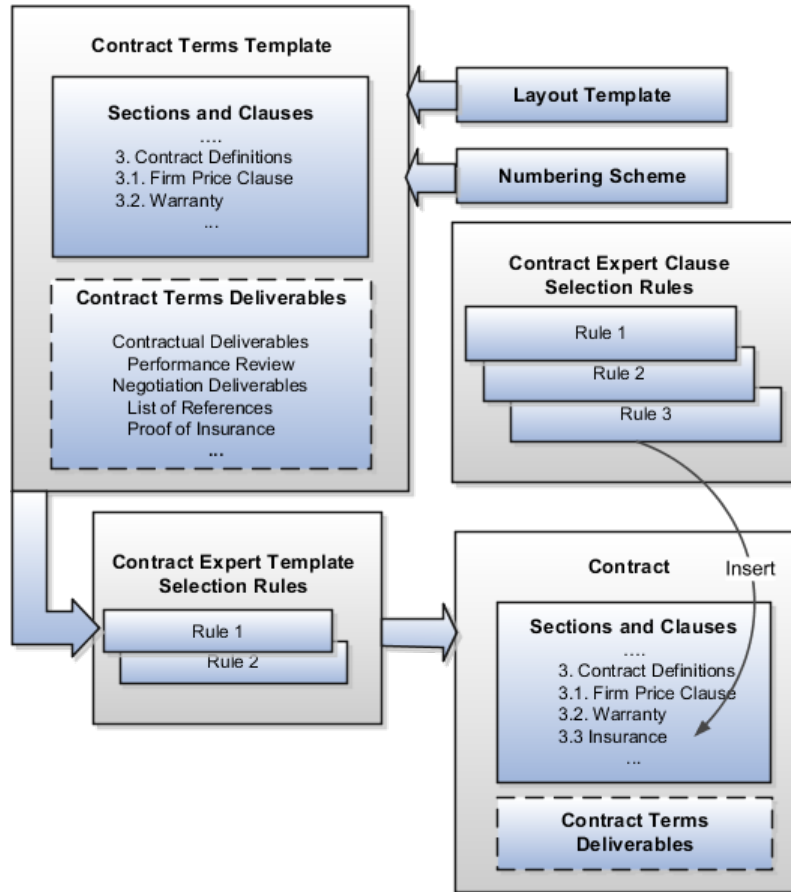 Contract Terms Template
Sections and Clauses
....
3. Contract Definitions
3.1. Firm Price Clause
3.2. Warranty
...
Contract Terms Deliverables
Contractual Deliverables
Performance Review
Negotiation Deliverables
List of References
Proof of Insurance
...
Layout Template
Numbering Scheme
Contract Expert Clause
Selection Rules
Rule 1
Rule 2
Rule 3
Contract Expert Template
Selection Rules
Rule 1
Rule 2
Insert
Contract
Sections and Clauses
....
3. Contract Definitions
3.1. Firm Price Clause
3.2. Warranty
3.3 Insurance
...
Contract Terms
Deliverables